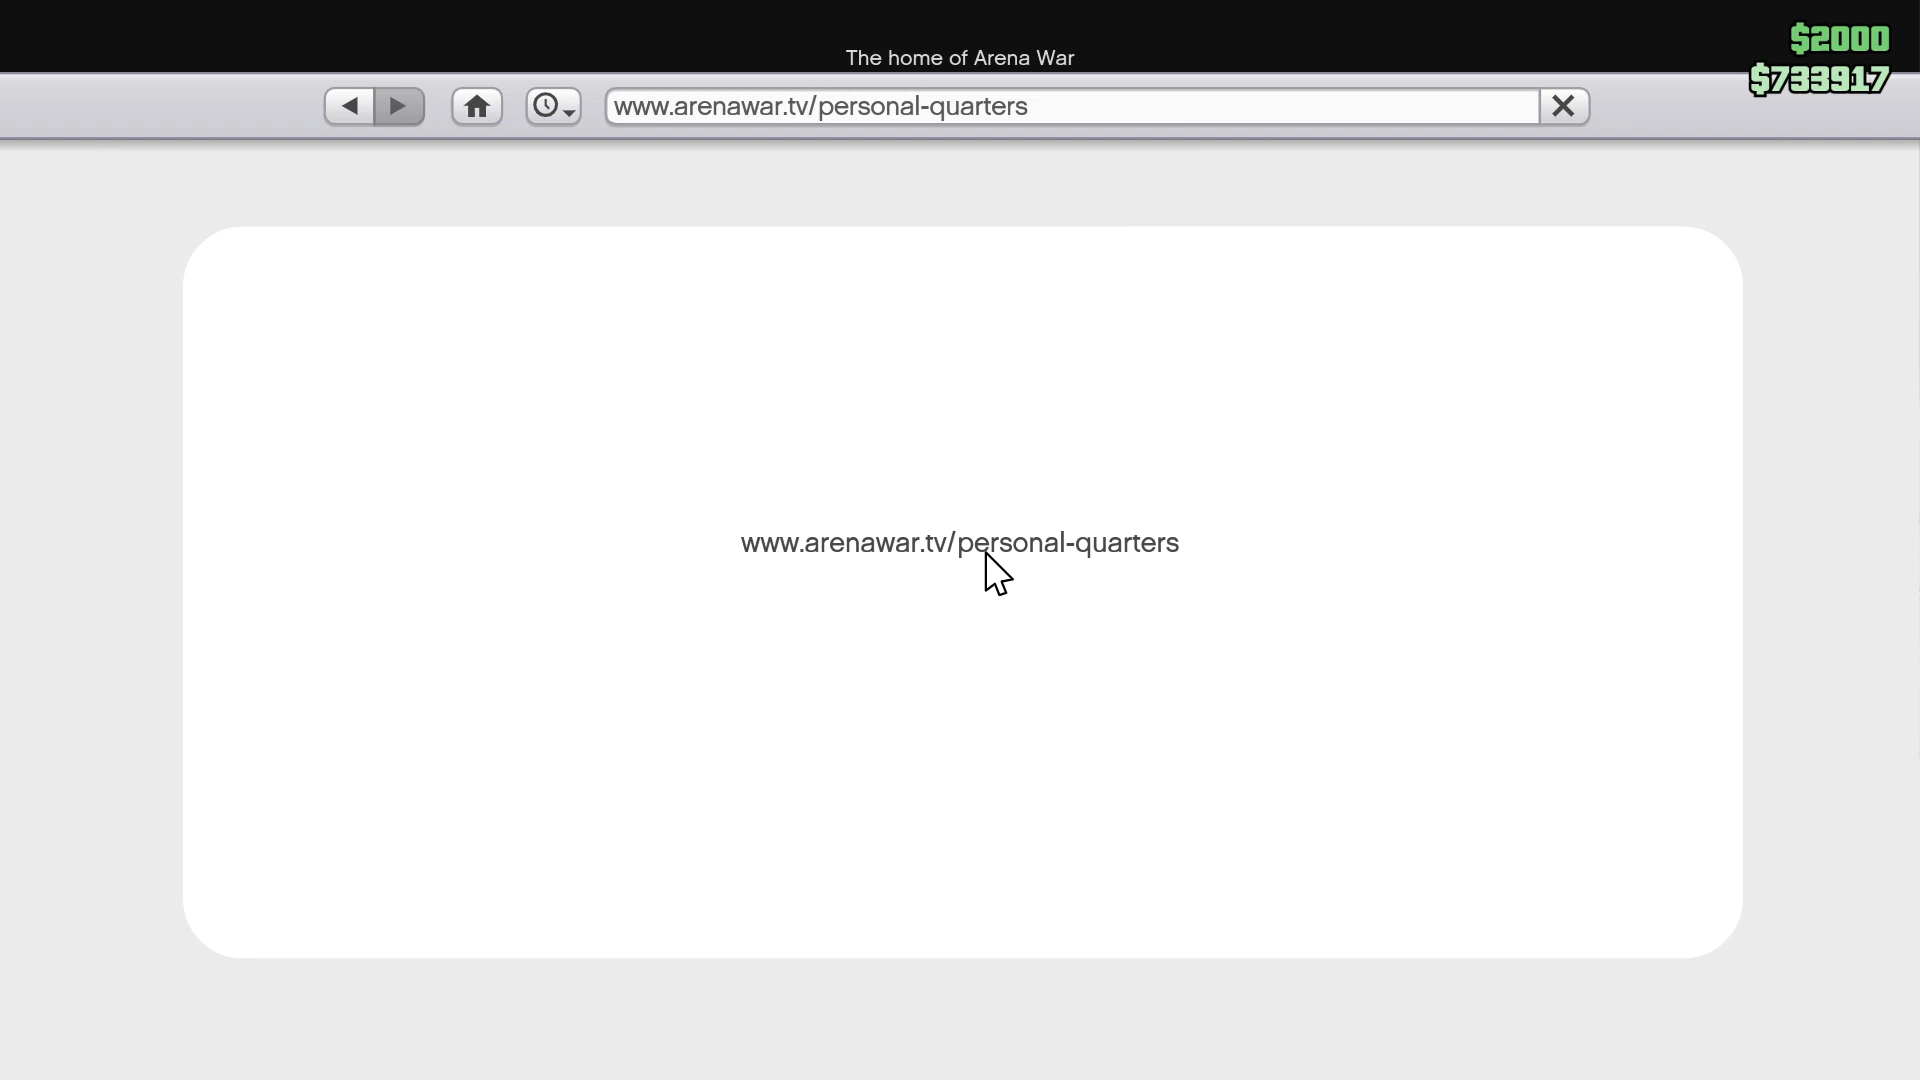 The home of Arena War
$2000
$733917
www.arenawar.tv/personal-quarters
www.arenawar.tv/personal-quarters